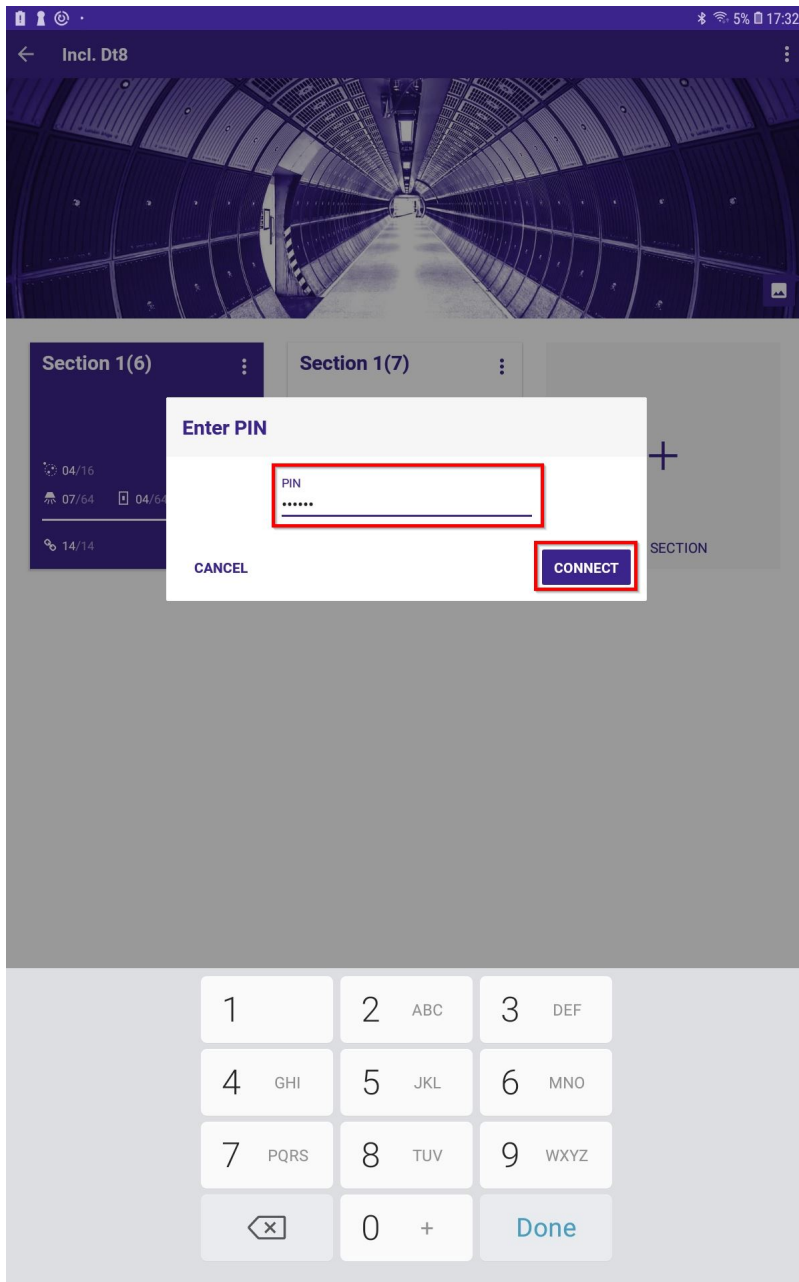 5% 17:32
Incl. Dt8
Section 1(6)
Section 1(7)
Enter PIN
04/16
07/64 04/64
PIN
••••••
14/14
SECTION
CANCEL
CONNECT
1
2 ABC
3 DEF
4 GHI
5 JKL
6 MNO
7 PQRS
8 TUV
9 WXYZ
0 +
Done